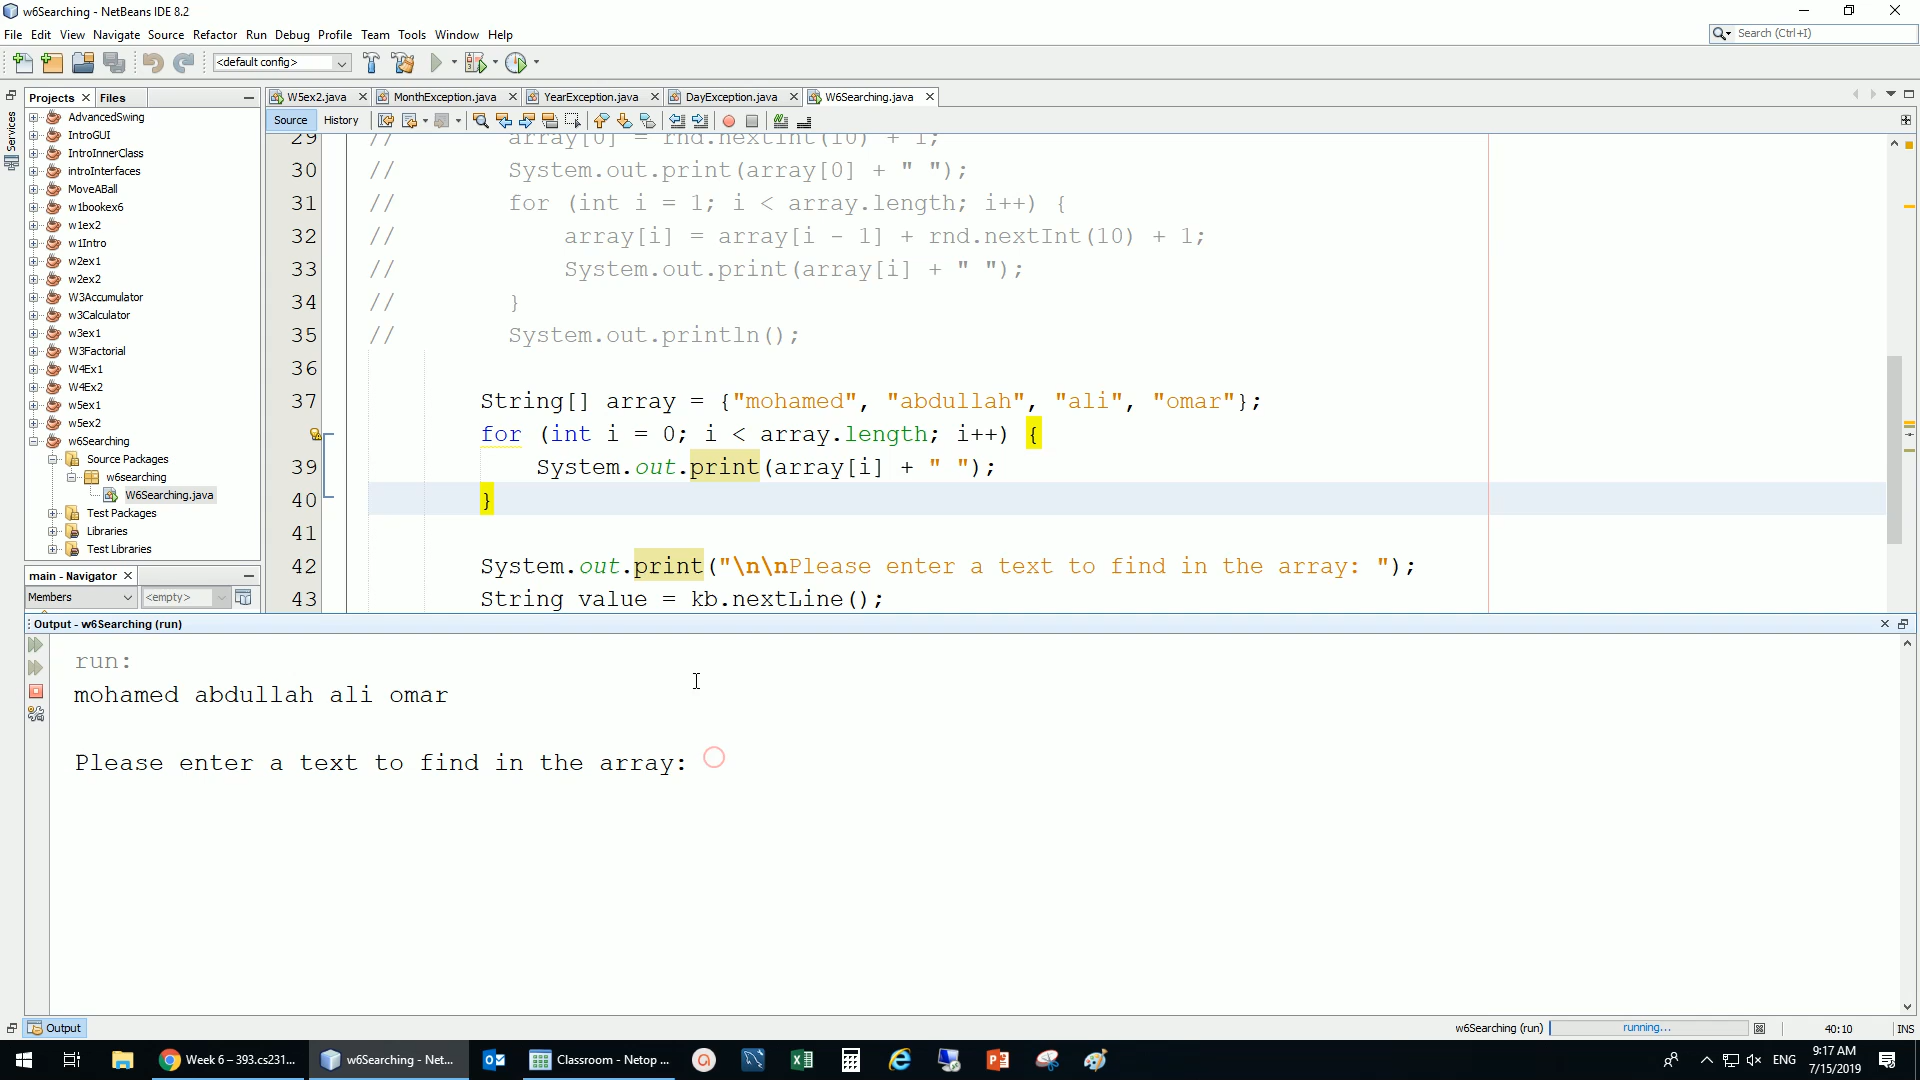 w6Searching - NetBeans IDE 8.2
File Edit View Navigate Source Refactor Run Debug Profile Team Tools Window Help
Search (Ctrl+I)
<default config>
Projects Files
W5ex2.java MonthException.java YearException.java DayException.java W6Searching.java
Source History
Services
AdvancedSwing
IntroGUI
IntroInnerClass
introInterfaces
MoveABall
w1bookex6
w1ex2
w1Intro
w2ex1
w2ex2
W3Accumulator
w3Calculator
w3ex1
W3Factorial
W4Ex1
W4Ex2
w5ex1
w5ex2
w6Searching
Source Packages
w6searching
W6Searching.java
Test Packages
Libraries
Test Libraries
main - Navigator
Members <empty>
29 // array[0] = rnd.nextInt(10) + 1;
30 // System.out.print(array[0] + " ");
31 // for (int i = 1; i < array.length; i++) {
32 // array[i] = array[i - 1] + rnd.nextInt(10) + 1;
33 // System.out.print(array[i] + " ");
34 // }
35 // System.out.println();
36
37 String[] array = {"mohamed", "abdullah", "ali", "omar"};
for (int i = 0; i < array.length; i++) {
39 System.out.print(array[i] + " ");
40 }
41
42 System.out.print("\n\nPlease enter a text to find in the array: ");
43 String value = kb.nextLine();
Output - w6Searching (run)
run:
mohamed abdullah ali omar
Please enter a text to find in the array:
Output
w6Searching (run) running... 40:10 INS
Week 6 – 393.cs231... w6Searching - Net... Classroom - Netop ... ENG
9:17 AM
7/15/2019